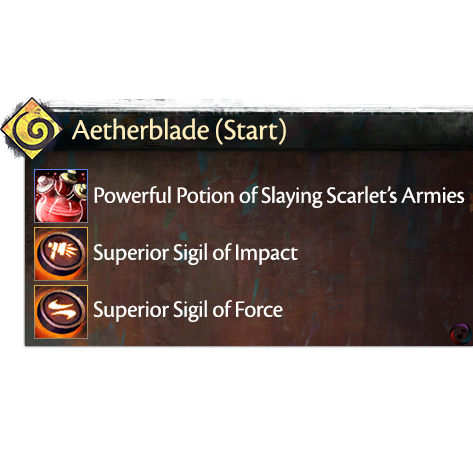 Aetherblade (Start)
Powerful Potion of Slaying Scarlet's Armies
Superior Sigil of Impact
Superior Sigil of Force